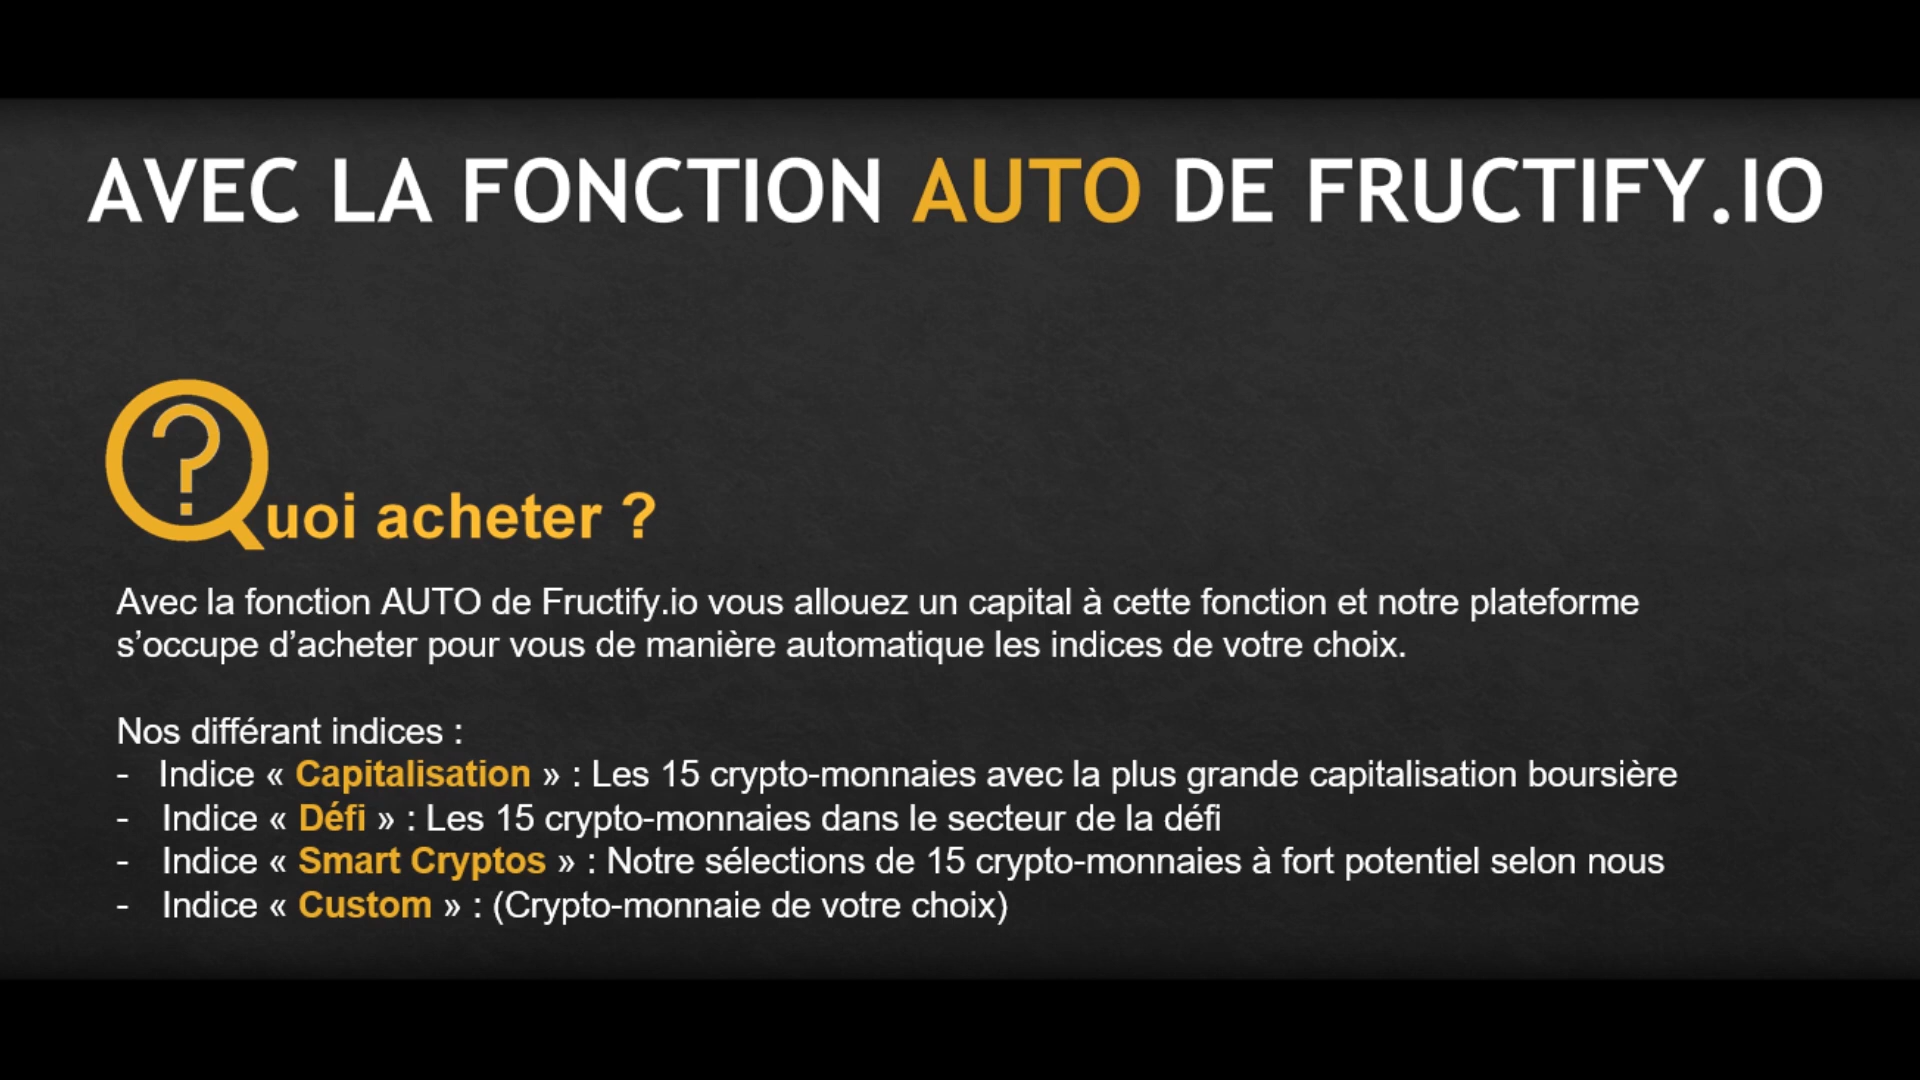 AVEC LA FONCTION AUTO DE FRUCTIFY.IO
Quoi acheter ?
Avec la fonction AUTO de Fructify.io vous allouez un capital à cette fonction et notre plateforme
s’occupe d’acheter pour vous de manière automatique les indices de votre choix.
Nos différant indices :
- Indice « Capitalisation » : Les 15 crypto-monnaies avec la plus grande capitalisation boursière
- Indice « Défi » : Les 15 crypto-monnaies dans le secteur de la défi
- Indice « Smart Cryptos » : Notre sélections de 15 crypto-monnaies à fort potentiel selon nous
- Indice « Custom » : (Crypto-monnaie de votre choix)